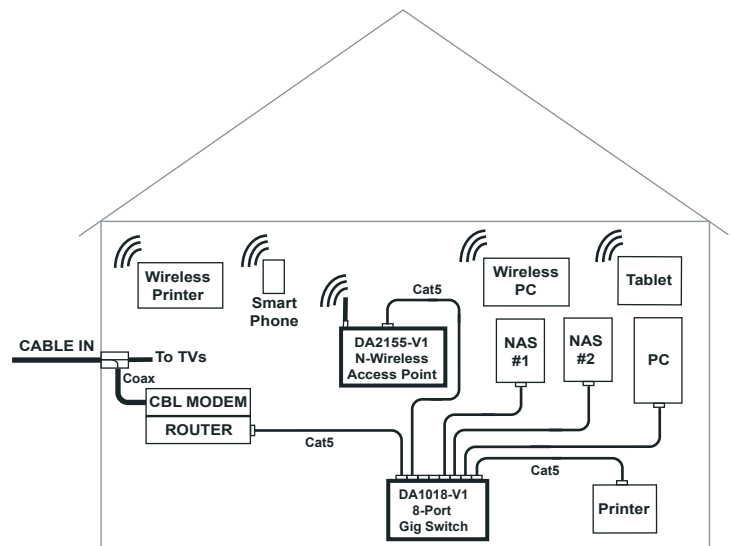 Wireless
Printer
Smart
Phone
Cat5
Wireless
PC
Tablet
CABLE IN
To TVs
Coax
DA2155-V1
N-Wireless
Access Point
NAS
#1
NAS
#2
PC
CBL MODEM
ROUTER
Cat5
Cat5
DA1018-V1
8-Port
Gig Switch
Printer